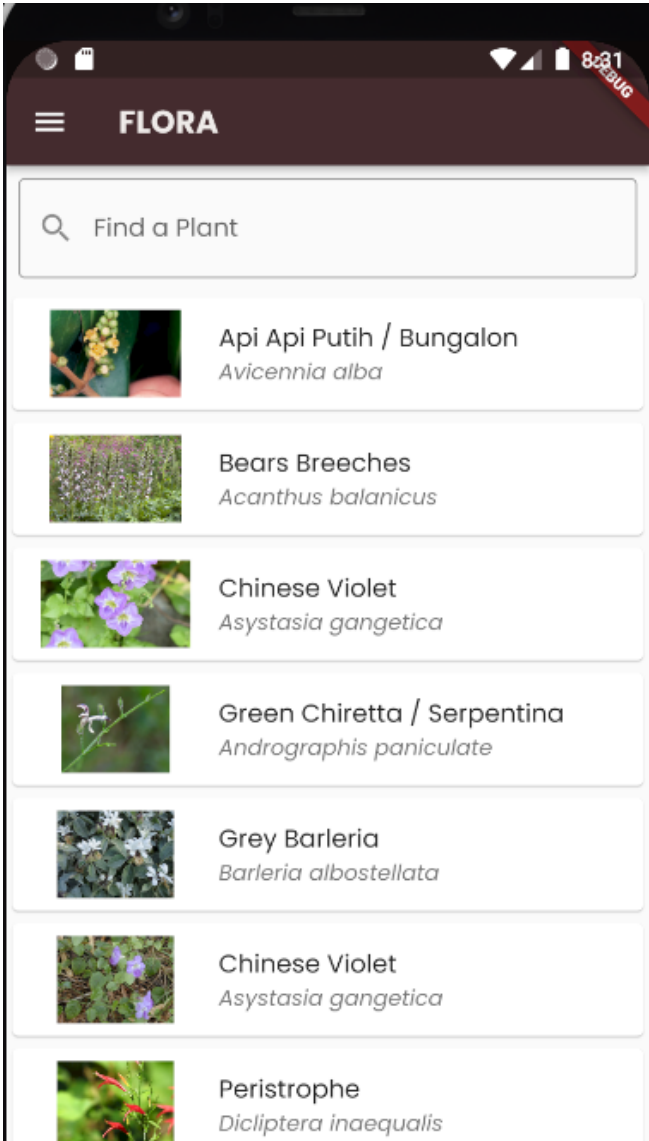 8:31
DEBUG
FLORA
Find a Plant
Api Api Putih / Bungalon
Avicennia alba
Bears Breeches
Acanthus balanicus
Chinese Violet
Asystasia gangetica
Green Chiretta / Serpentina
Andrographis paniculate
Grey Barleria
Barleria albostellata
Chinese Violet
Asystasia gangetica
Peristrophe
Dicliptera inaequalis